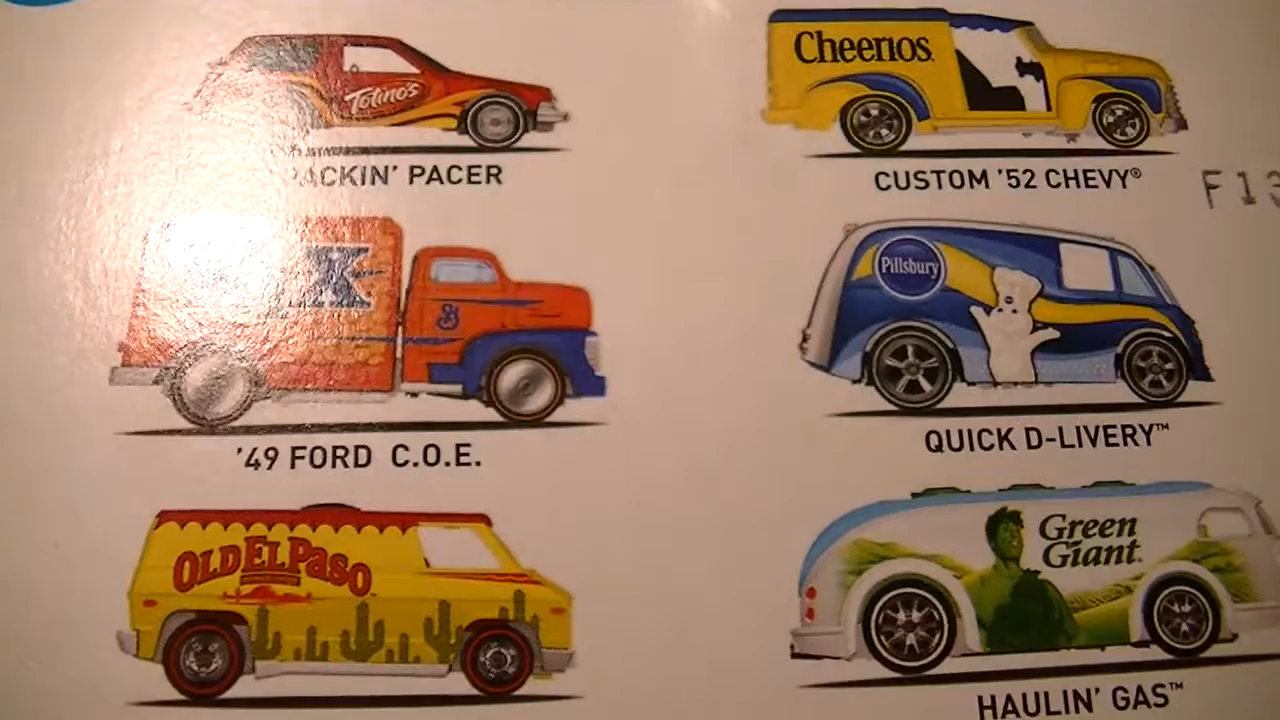 Totino's
Cheerios
ACKIN' PACER
CUSTOM '52 CHEVY®
F13
K
Pillsbury
'49 FORD C.O.E.
QUICK D-LIVERY™
OLD EL PASO
Green
Giant
HAULIN' GAS™